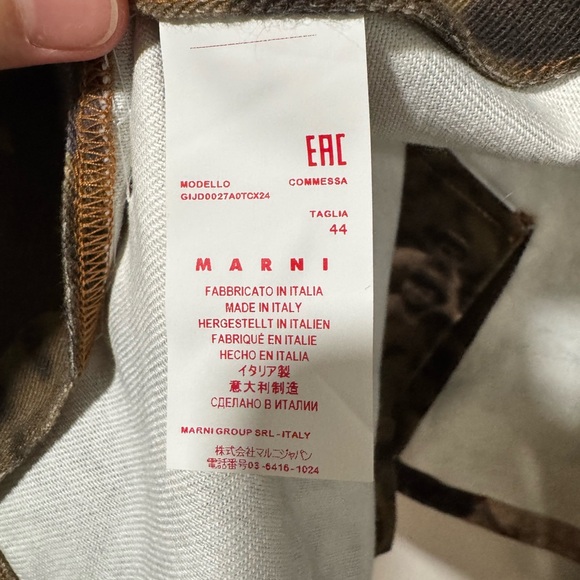 EAC
MODELLO COMMESSA
GIJD0027A0TCX24
TAGLIA
44
MARNI
FABBRICATO IN ITALIA
MADE IN ITALY
HERGESTELLT IN ITALIEN
FABRIQUÉ EN ITALIE
HECHO EN ITALIA
イタリア製
意大利制造
СДЕЛАНО В ИТАЛИИ
MARNI GROUP SRL - ITALY
株式会社マルニジャパン
電話番号03-6416-1024